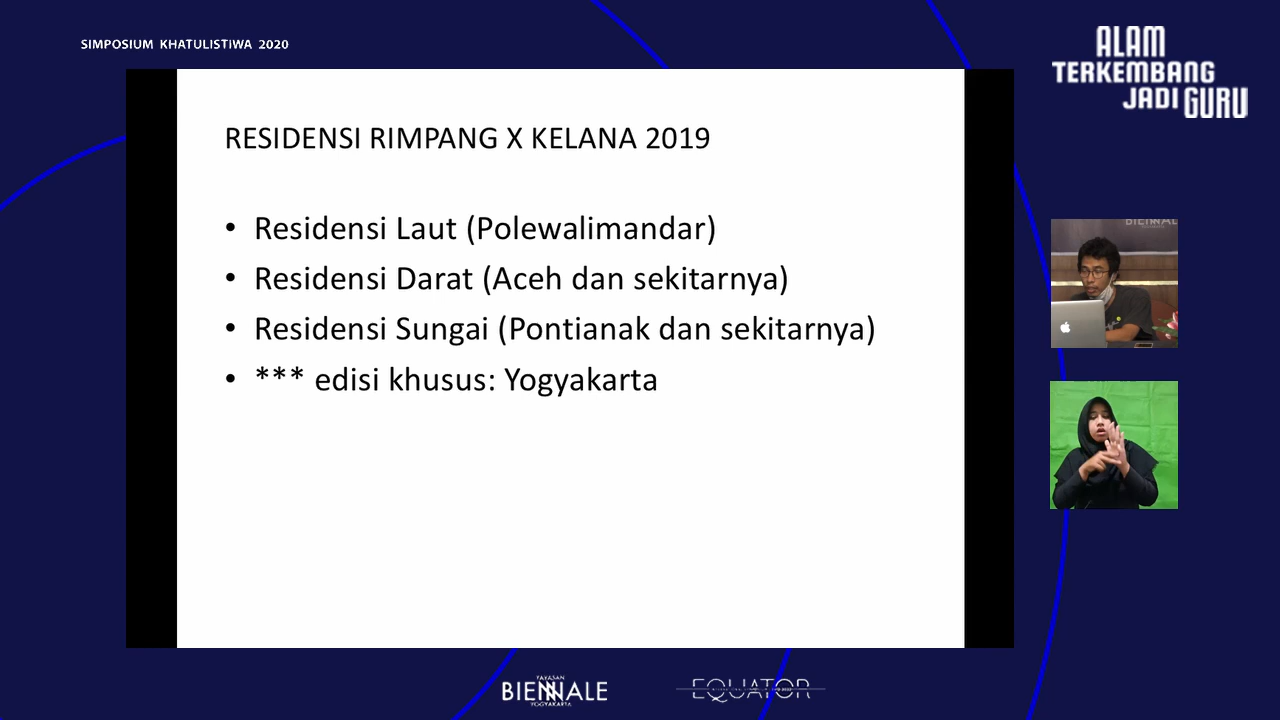 SIMPOSIUM KHATULISTIWA 2020
ALAM
TERKEMBANG
JADI GURU
RESIDENSI RIMPANG X KELANA 2019
• Residensi Laut (Polewalimandar)
• Residensi Darat (Aceh dan sekitarnya)
• Residensi Sungai (Pontianak dan sekitarnya)
• *** edisi khusus: Yogyakarta
YAYASAN
BIENNALE
YOGYAKARTA
EQUATOR